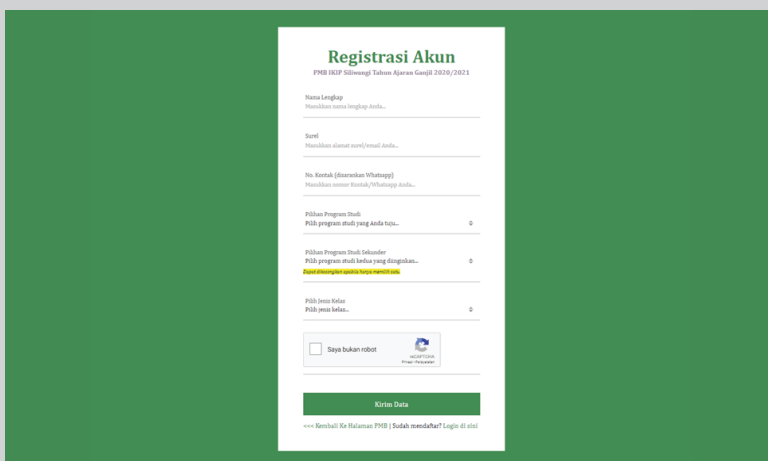 Registrasi Akun
PMB IKIP Siliwangi Tahun Ajaran Ganjil 2020/2021
Nama Lengkap
Masukkan nama lengkap Anda...
Surel
Masukkan alamat surel/email Anda...
No. Kontak (disarankan Whatsapp)
Masukkan nomor Kontak/Whatsapp Anda...
Pilihan Program Studi
Pilih program studi yang Anda tuju...
Pilihan Program Studi Sekunder
Pilih program studi kedua yang diinginkan...
Dapat dikosongkan apabila hanya memilih satu.
Pilih Jenis Kelas
Pilih jenis kelas...
Saya bukan robot
reCAPTCHA
Privasi - Persyaratan
Kirim Data
<<< Kembali Ke Halaman PMB | Sudah mendaftar? Login di sini